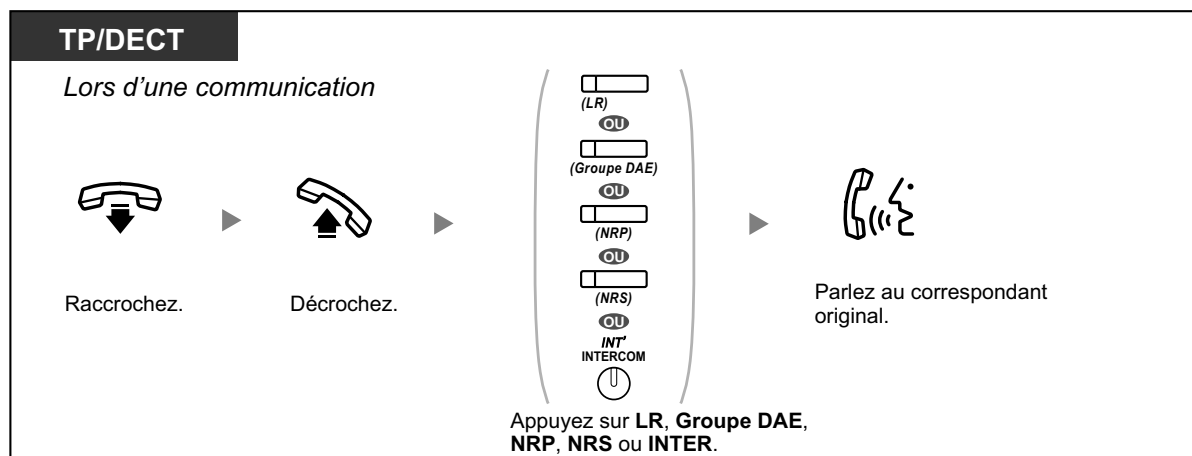 TP/DECT
Lors d'une communication
(LR)
OU
(Groupe DAE)
OU
(NRP)
OU
(NRS)
OU
INT'
INTERCOM
Raccrochez.
Décrochez.
Appuyez sur LR, Groupe DAE,
NRP, NRS ou INTER.
Parlez au correspondant
original.